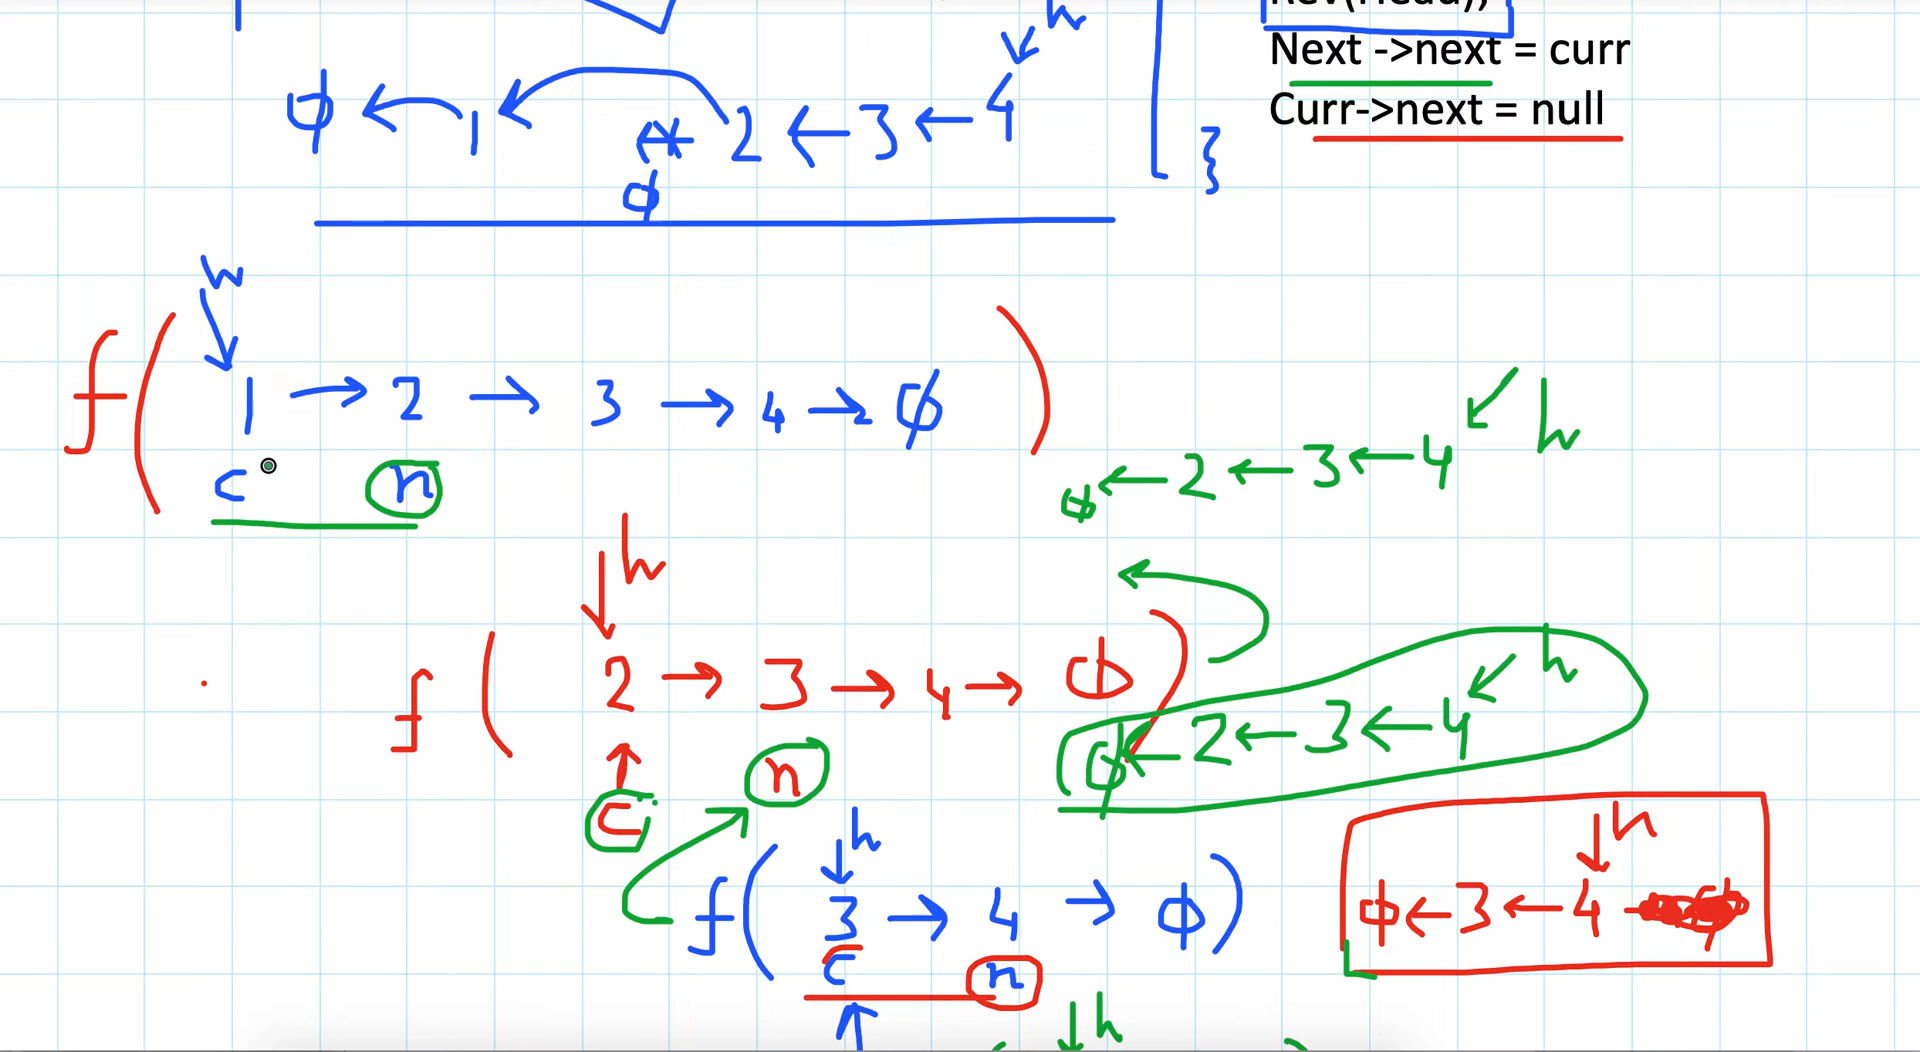 h
Next ->next = curr
Curr->next = null
ϕ ← 1 ← 2 ← 3 ← 4
ϕ
}
h
f( 1 → 2 → 3 → 4 → ϕ )
c n
h
ϕ ← 2 ← 3 ← 4
h
f( 2 → 3 → 4 → ϕ )
c n
h
ϕ ← 2 ← 3 ← 4
h
f( 3 → 4 → ϕ )
c n
h
ϕ ← 3 ← 4
h